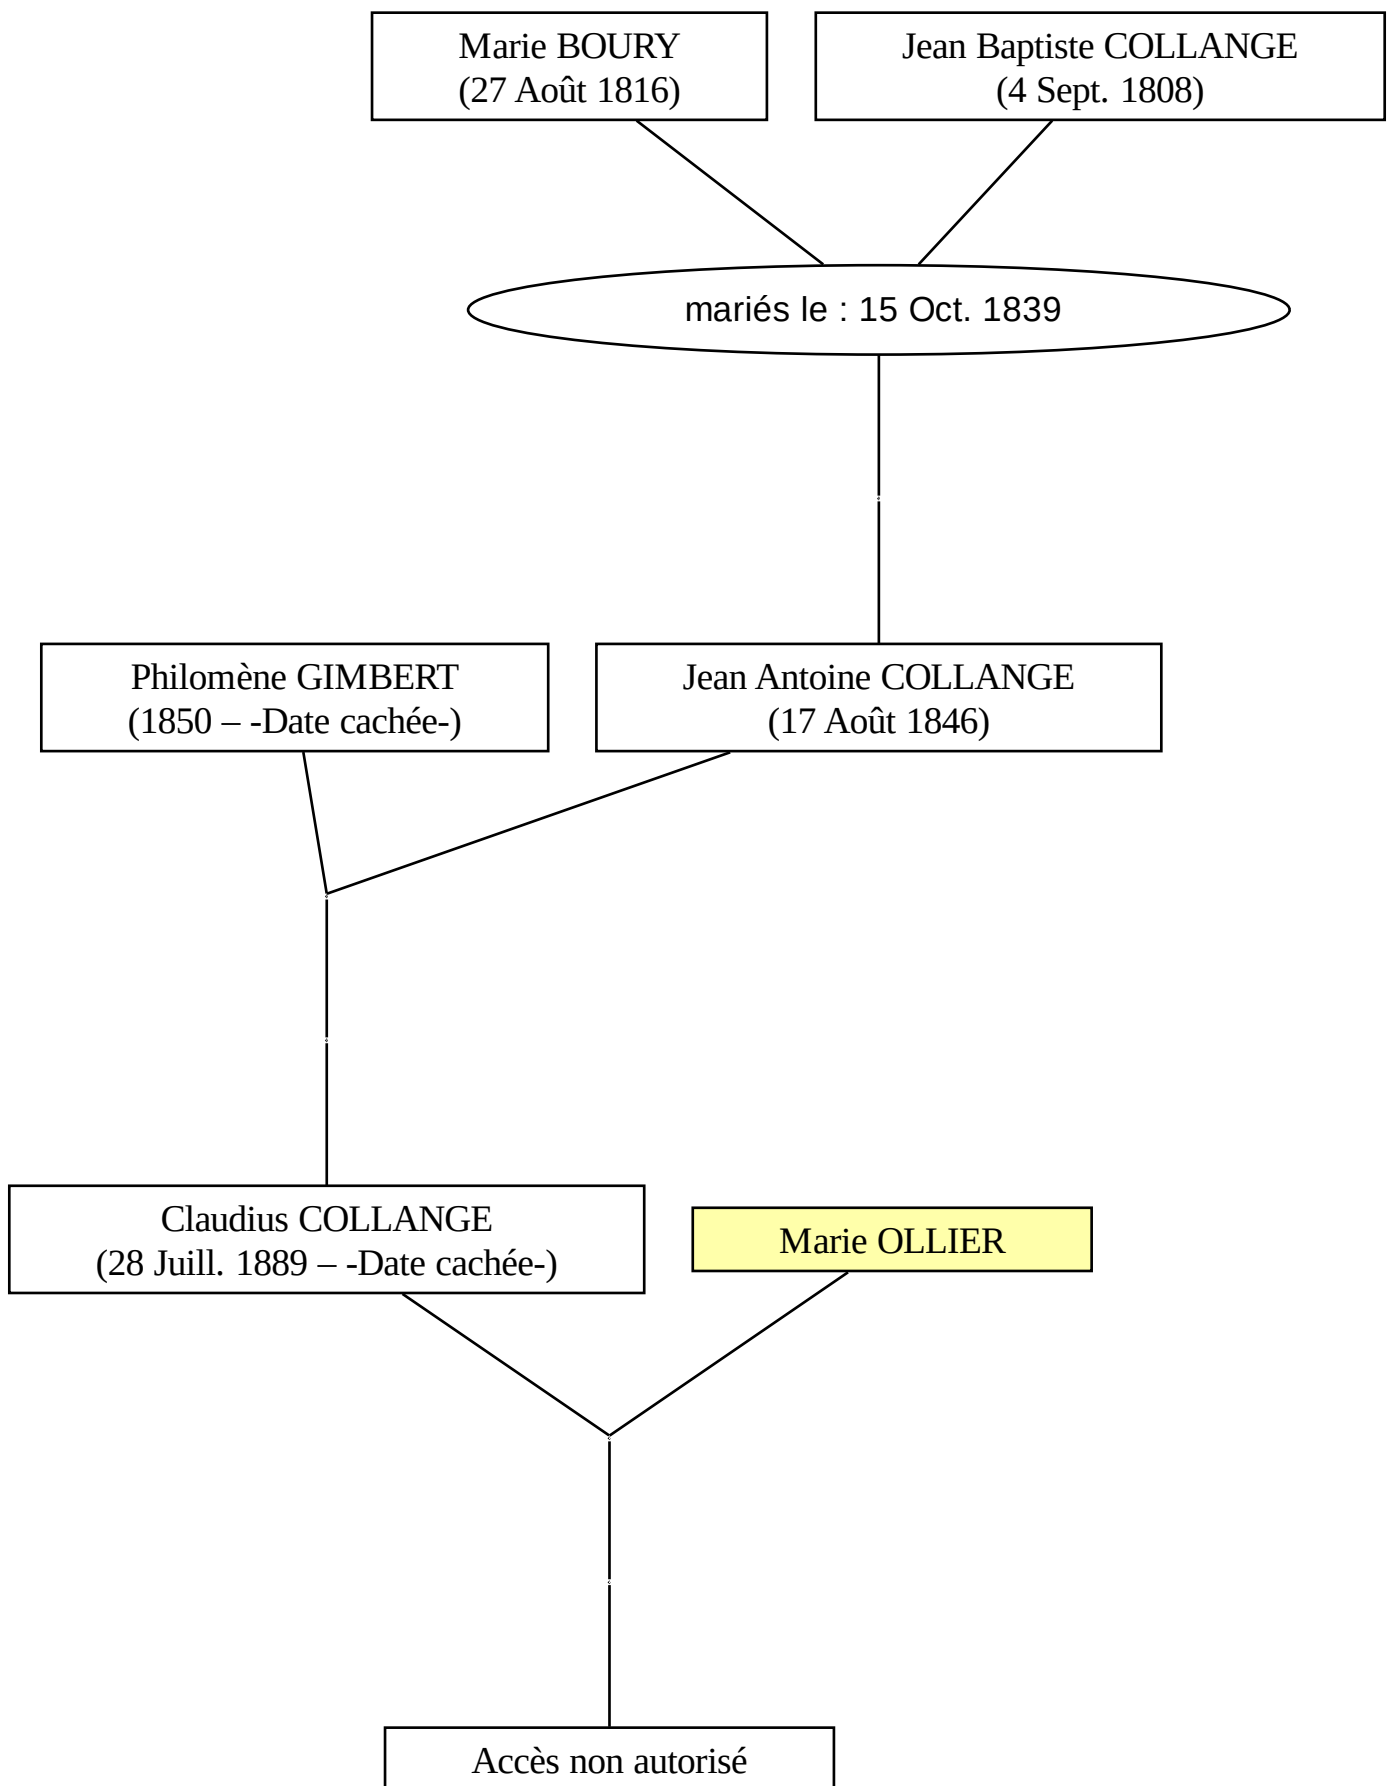 Marie BOURY
(27 Août 1816)
Jean Baptiste COLLANGE
(4 Sept. 1808)
mariés le : 15 Oct. 1839
Philomène GIMBERT
(1850 – -Date cachée-)
Jean Antoine COLLANGE
(17 Août 1846)
Claudius COLLANGE
(28 Juill. 1889 – -Date cachée-)
Marie OLLIER
Accès non autorisé